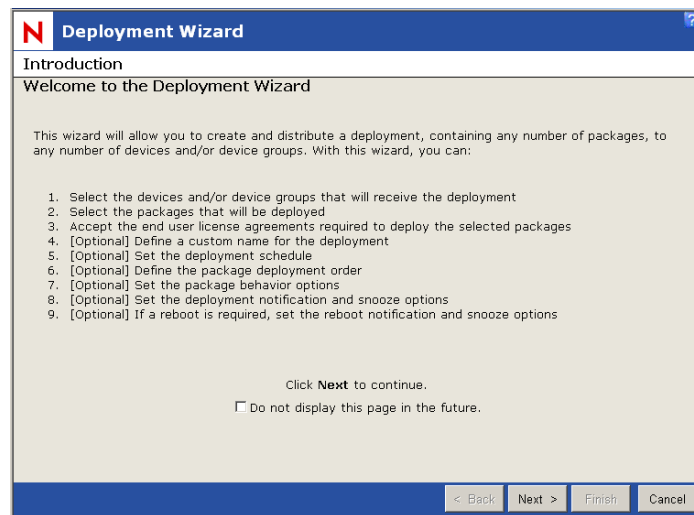 N Deployment Wizard
?
Introduction
Welcome to the Deployment Wizard
This wizard will allow you to create and distribute a deployment, containing any number of packages, to
any number of devices and/or device groups. With this wizard, you can:
1. Select the devices and/or device groups that will receive the deployment
2. Select the packages that will be deployed
3. Accept the end user license agreements required to deploy the selected packages
4. [Optional] Define a custom name for the deployment
5. [Optional] Set the deployment schedule
6. [Optional] Define the package deployment order
7. [Optional] Set the package behavior options
8. [Optional] Set the deployment notification and snooze options
9. [Optional] If a reboot is required, set the reboot notification and snooze options
Click Next to continue.
Do not display this page in the future.
< Back Next > Finish Cancel